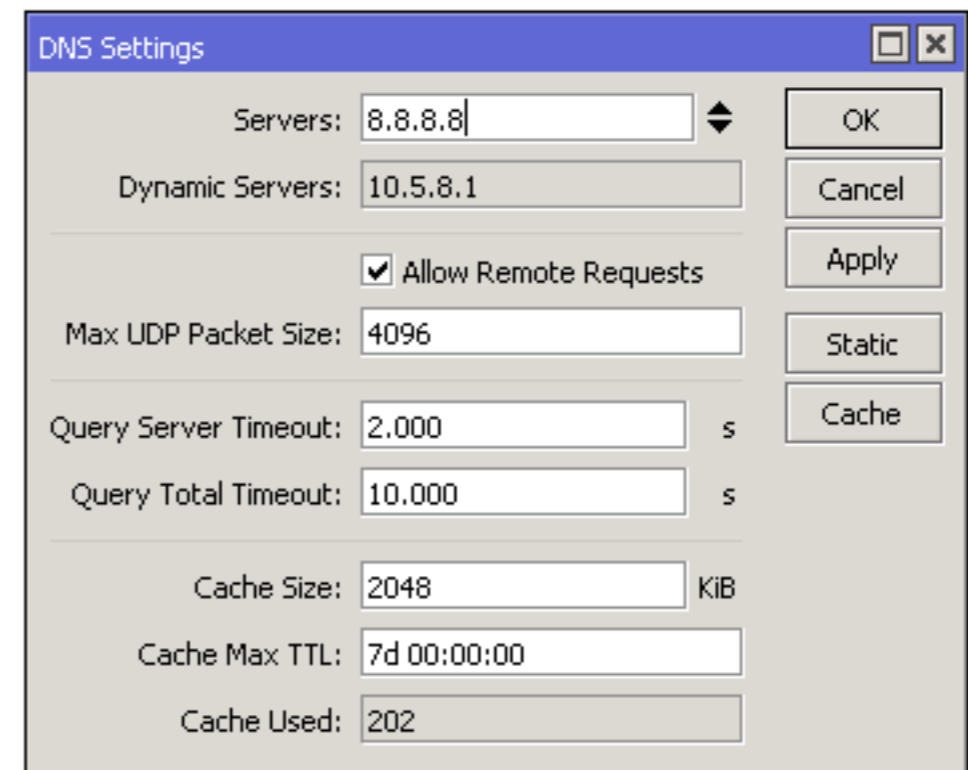 DNS Settings
Servers: 8.8.8.8
OK
Dynamic Servers: 10.5.8.1
Cancel
Allow Remote Requests
Apply
Max UDP Packet Size: 4096
Static
Query Server Timeout: 2.000 s
Cache
Query Total Timeout: 10.000 s
Cache Size: 2048 KiB
Cache Max TTL: 7d 00:00:00
Cache Used: 202